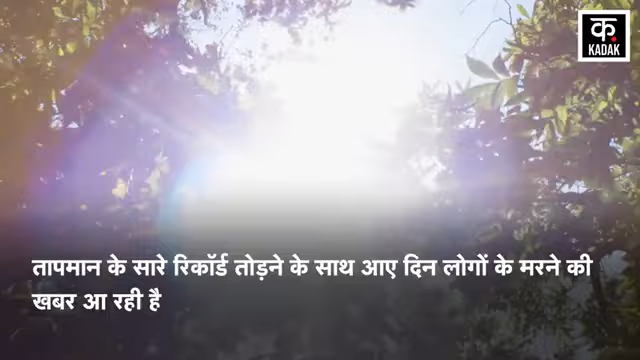 क
KADAK
तापमान के सारे रिकॉर्ड तोड़ने के साथ आए दिन लोगों के मरने की
खबर आ रही है